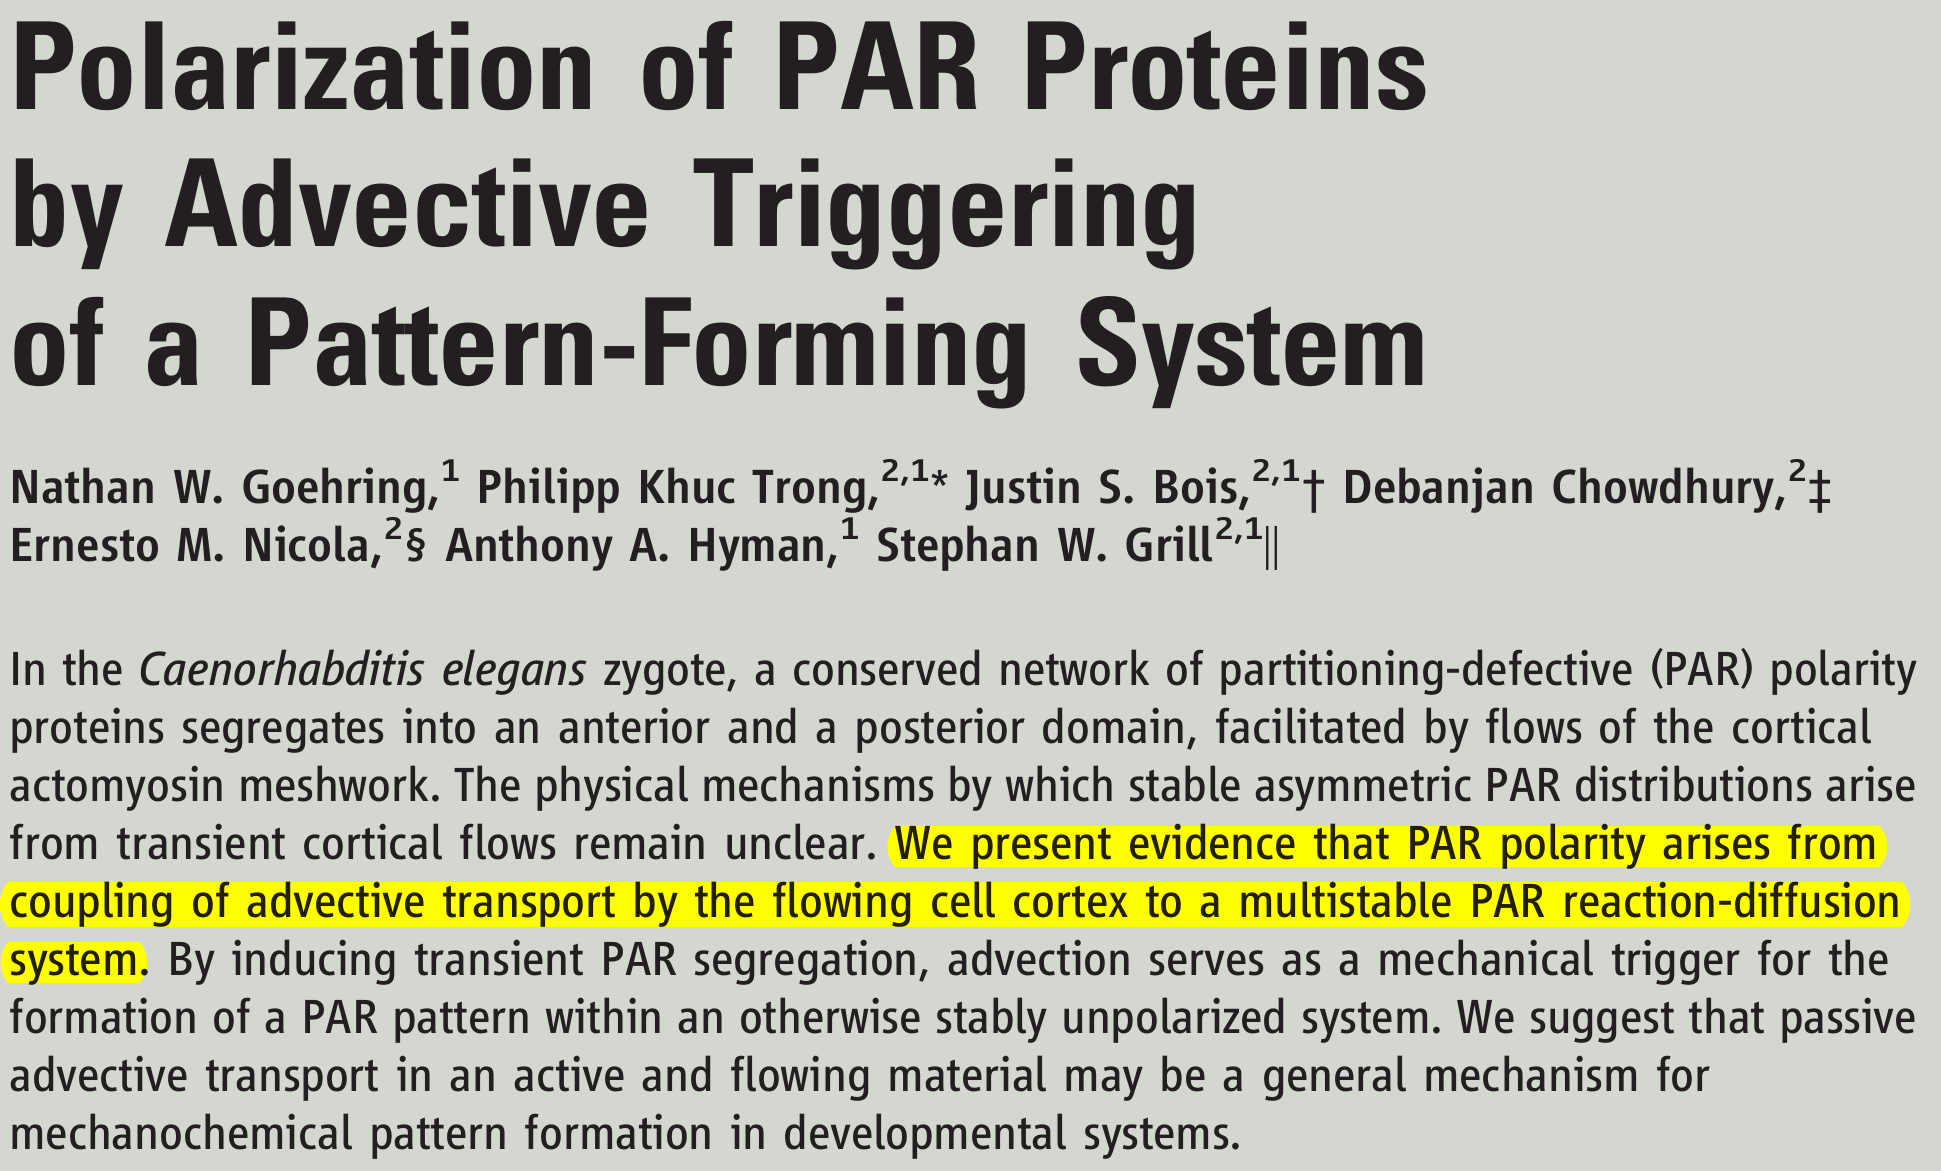 Polarization of PAR Proteins
by Advective Triggering
of a Pattern-Forming System
Nathan W. Goehring,1 Philipp Khuc Trong,2,1* Justin S. Bois,2,1† Debanjan Chowdhury,2‡
Ernesto M. Nicola,2§ Anthony A. Hyman,1 Stephan W. Grill2,1||
In the Caenorhabditis elegans zygote, a conserved network of partitioning-defective (PAR) polarity
proteins segregates into an anterior and a posterior domain, facilitated by flows of the cortical
actomyosin meshwork. The physical mechanisms by which stable asymmetric PAR distributions arise
from transient cortical flows remain unclear. We present evidence that PAR polarity arises from
coupling of advective transport by the flowing cell cortex to a multistable PAR reaction-diffusion
system. By inducing transient PAR segregation, advection serves as a mechanical trigger for the
formation of a PAR pattern within an otherwise stably unpolarized system. We suggest that passive
advective transport in an active and flowing material may be a general mechanism for
mechanochemical pattern formation in developmental systems.